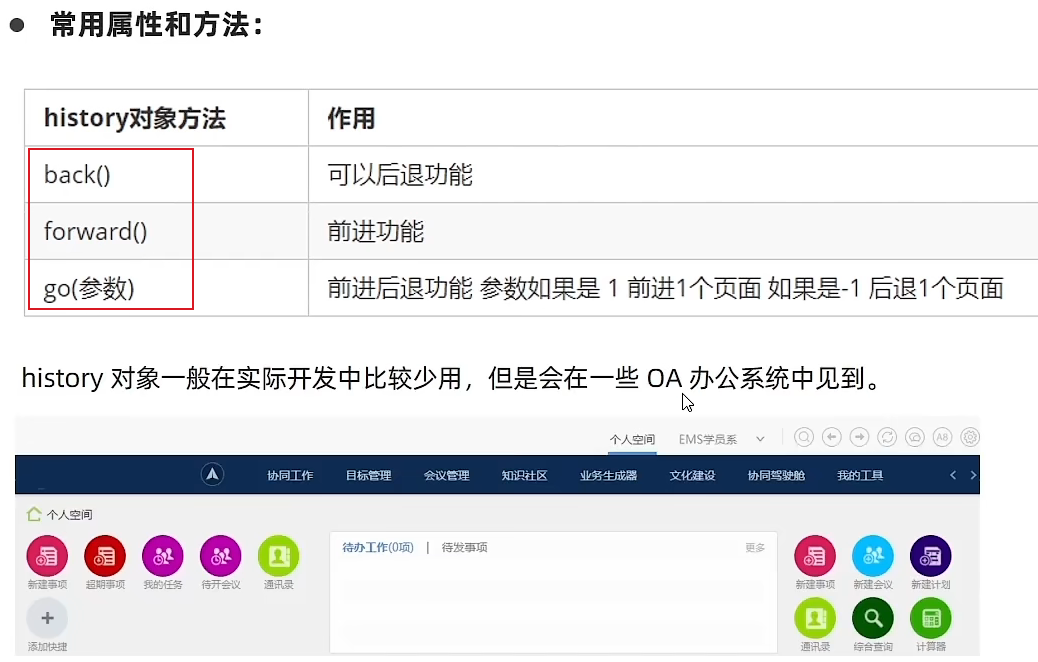 常用属性和方法：
history对象方法 作用
back() 可以后退功能
forward() 前进功能
go(参数) 前进后退功能 参数如果是 1 前进1个页面 如果是-1 后退1个页面
history 对象一般在实际开发中比较少用，但是会在一些 OA 办公系统中见到。
个人空间 EMS学员系 A8
协同工作 目标管理 会议管理 知识社区 业务生成器 文化建设 协同驾驶舱 我的工具
个人空间
待办工作(0项) | 待发事项 更多
新建事项 超期事项 我的任务 待开会议 通讯录 新建事项 新建会议 新建计划
添加快捷 通讯录 综合查询 计算器